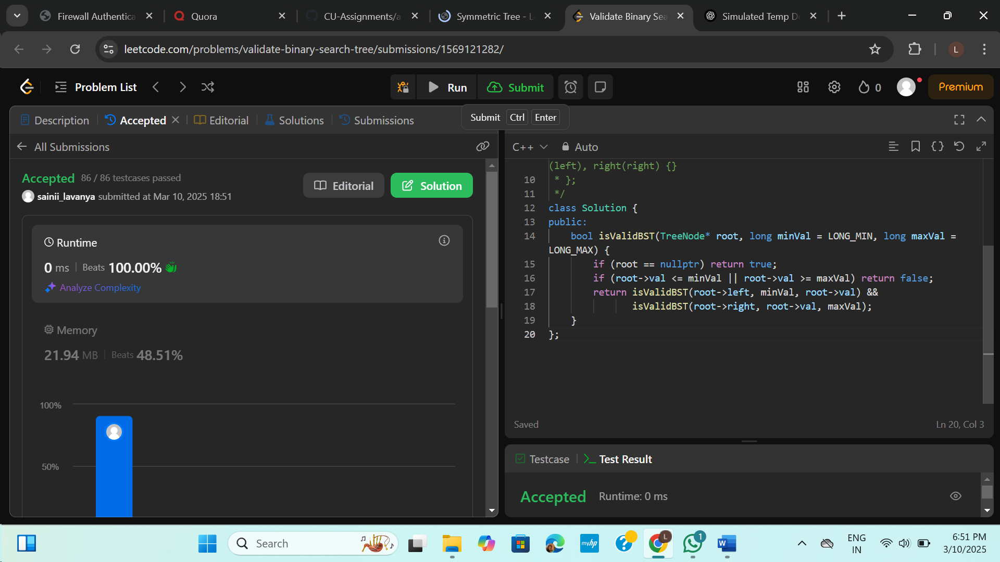 Firewall Authentica
Quora
CU-Assignments/a
Symmetric Tree - L
Validate Binary Sea
Simulated Temp De
leetcode.com/problems/validate-binary-search-tree/submissions/1569121282/
L
Problem List
Run
Submit
0
Premium
Description
Accepted
Editorial
Solutions
Submissions
Submit Ctrl Enter
All Submissions
C++
Auto
Accepted 86 / 86 testcases passed
sainii_lavanya submitted at Mar 10, 2025 18:51
Editorial
Solution
Runtime
0 ms Beats 100.00%
Analyze Complexity
Memory
21.94 MB Beats 48.51%
100%
50%
(left), right(right) {}
10 * };
11 */
12 class Solution {
13 public:
14 bool isValidBST(TreeNode* root, long minVal = LONG_MIN, long maxVal =
LONG_MAX) {
15 if (root == nullptr) return true;
16 if (root->val <= minVal || root->val >= maxVal) return false;
17 return isValidBST(root->left, minVal, root->val) &&
18 isValidBST(root->right, root->val, maxVal);
19 }
20 };
Saved
Ln 20, Col 3
Testcase
Test Result
Accepted Runtime: 0 ms
Search
myhp
L
1
W
ENG
IN
6:51 PM
3/10/2025